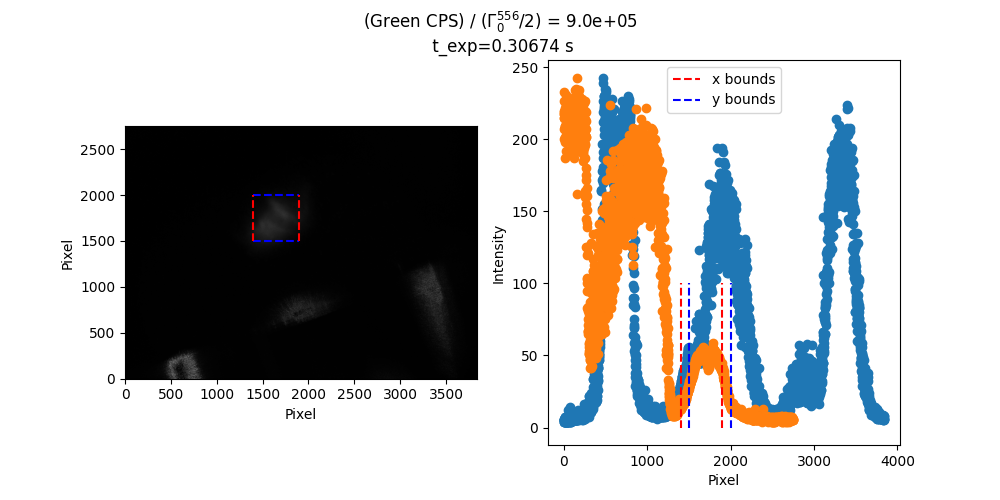 (Green CPS) / (Γ₀⁵⁵⁶/2) = 9.0e+05
t_exp=0.30674 s
Pixel
2500
2000
1500
1000
500
0
0 500 1000 1500 2000 2500 3000 3500
Pixel
Intensity
250
200
150
100
50
0
x bounds
y bounds
0 1000 2000 3000 4000
Pixel